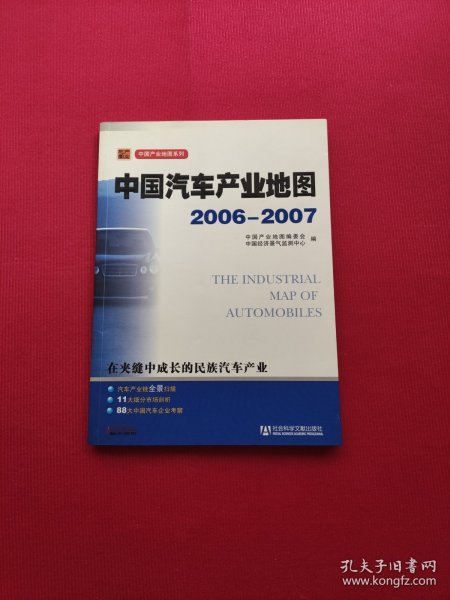 中国产业地图系列
中国汽车产业地图
2006-2007
中国产业地图编委会
中国经济景气监测中心 编
THE INDUSTRIAL
MAP OF
AUTOMOBILES
在夹缝中成长的民族汽车产业
汽车产业链全景扫描
11大细分市场剖析
88大中国汽车企业考察
社会科学文献出版社
SOCIAL SCIENCES ACADEMIC PRESS(CHINA)
孔夫子旧书网
www.kongfz.com